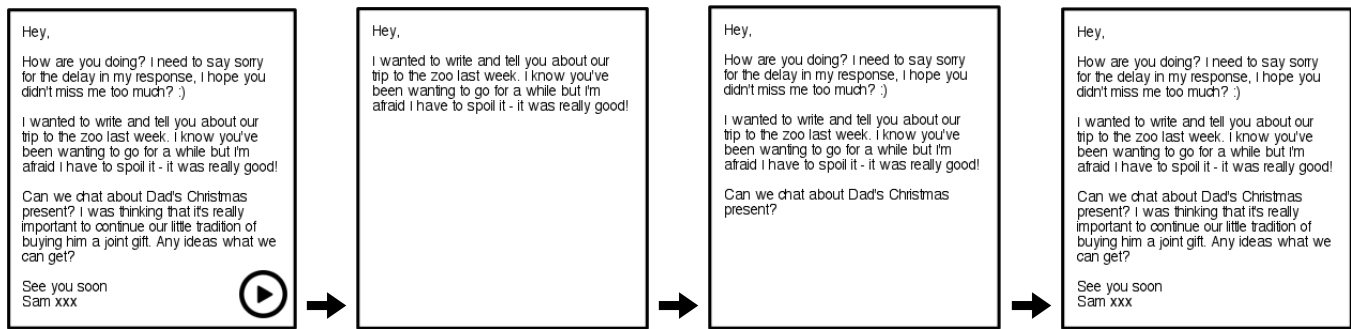 Hey,
How are you doing? I need to say sorry
for the delay in my response, I hope you
didn't miss me too much? :)
I wanted to write and tell you about our
trip to the zoo last week. I know you've
been wanting to go for a while but I'm
afraid I have to spoil it - it was really good!
Can we chat about Dad's Christmas
present? I was thinking that it's really
important to continue our little tradition of
buying him a joint gift. Any ideas what we
can get?
See you soon
Sam xxx
Hey,
I wanted to write and tell you about our
trip to the zoo last week. I know you've
been wanting to go for a while but I'm
afraid I have to spoil it - it was really good!
Hey,
How are you doing? I need to say sorry
for the delay in my response, I hope you
didn't miss me too much? :)
I wanted to write and tell you about our
trip to the zoo last week. I know you've
been wanting to go for a while but I'm
afraid I have to spoil it - it was really good!
Can we chat about Dad's Christmas
present?
Hey,
How are you doing? I need to say sorry
for the delay in my response, I hope you
didn't miss me too much? :)
I wanted to write and tell you about our
trip to the zoo last week. I know you've
been wanting to go for a while but I'm
afraid I have to spoil it - it was really good!
Can we chat about Dad's Christmas
present? I was thinking that it's really
important to continue our little tradition of
buying him a joint gift. Any ideas what we
can get?
See you soon
Sam xxx